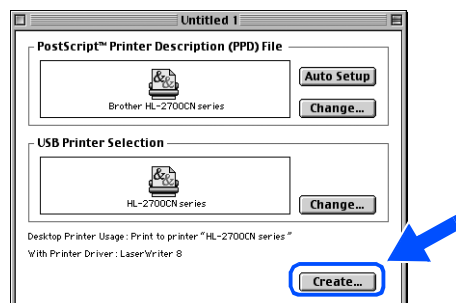 Untitled 1
PostScript™ Printer Description (PPD) File
Auto Setup
Brother HL-2700CN series
Change...
USB Printer Selection
HL-2700CN series
Change...
Desktop Printer Usage : Print to printer “HL-2700CN series ”
With Printer Driver : LaserWriter 8
Create...